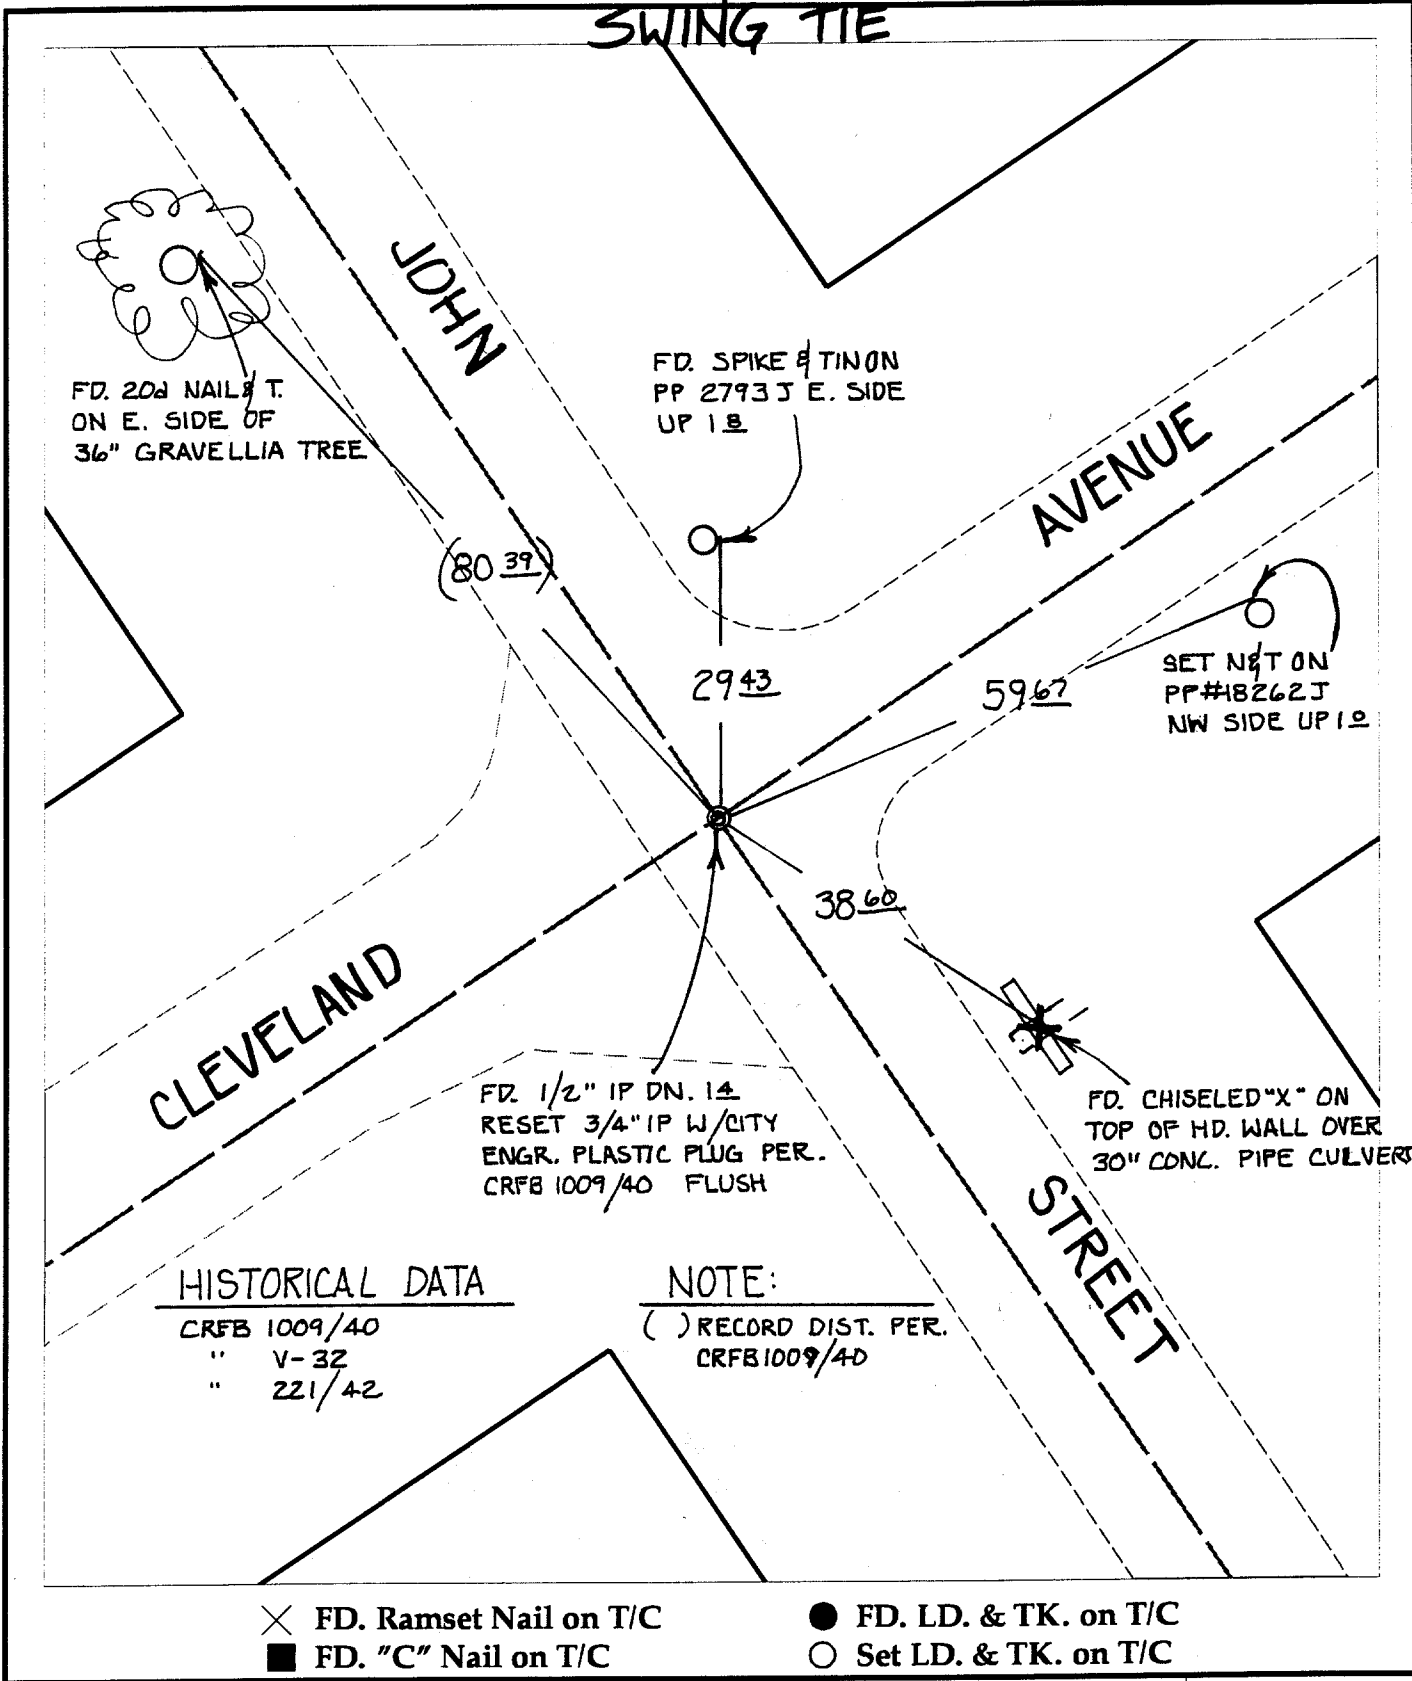 SWING TIE
JOHN
FD. 20d NAIL & T.
ON E. SIDE OF
36" GRAVELLIA TREE
FD. SPIKE & TIN ON
PP 2793 J E. SIDE
UP 1 8
AVENUE
(80 39)
29 43
59 67
SET N&T ON
PP#18262J
NW SIDE UP 1 0
38 60
CLEVELAND
FD. 1/2" IP DN. 14
RESET 3/4" IP W/CITY
ENGR. PLASTIC PLUG PER.
CRFB 1009/40 FLUSH
FD. CHISELED "X" ON
TOP OF HD. WALL OVER
30" CONC. PIPE CULVERT
STREET
HISTORICAL DATA
CRFB 1009/40
" V-32
" 221/42
NOTE:
( ) RECORD DIST. PER.
CRFB 1009/40
FD. Ramset Nail on T/C
FD. "C" Nail on T/C
FD. LD. & TK. on T/C
Set LD. & TK. on T/C